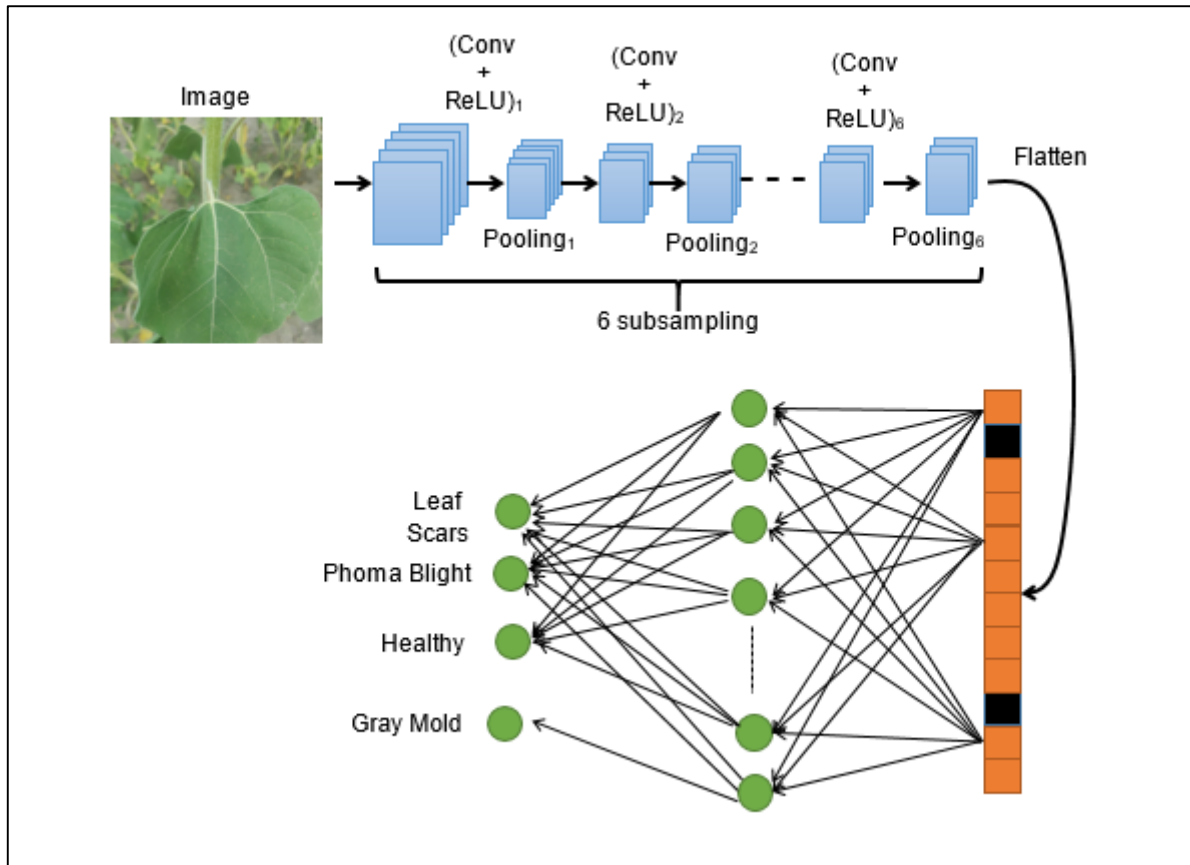 Image
(Conv
+
ReLU)₁
(Conv
+
ReLU)₂
(Conv
+
ReLU)₆
Flatten
Pooling₁
Pooling₂
Pooling₆
6 subsampling
Leaf
Scars
Phoma Blight
Healthy
Gray Mold